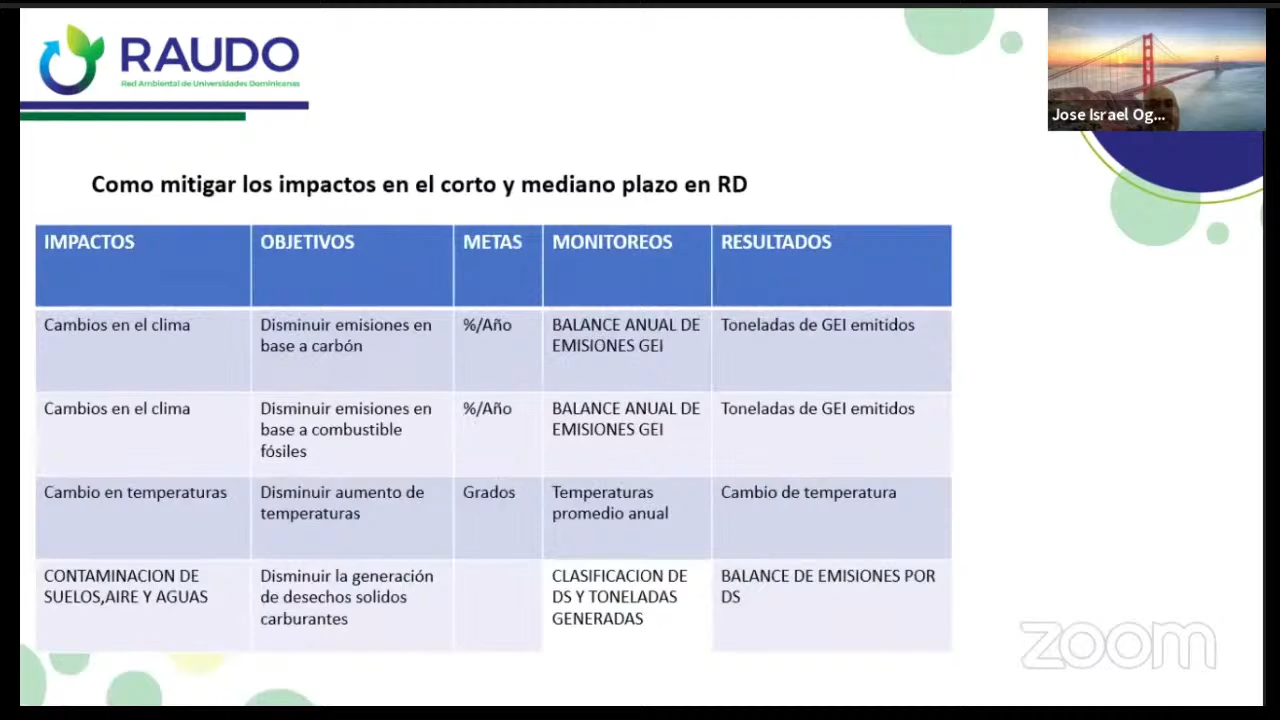 RAUDO
Red Ambiental de Universidades Dominicanas
Jose Israel Og...
Como mitigar los impactos en el corto y mediano plazo en RD
IMPACTOS OBJETIVOS METAS MONITOREOS RESULTADOS
Cambios en el clima Disminuir emisiones en %/Año BALANCE ANUAL DE Toneladas de GEI emitidos
base a carbón EMISIONES GEI
Cambios en el clima Disminuir emisiones en %/Año BALANCE ANUAL DE Toneladas de GEI emitidos
base a combustible EMISIONES GEI
fósiles
Cambio en temperaturas Disminuir aumento de Grados Temperaturas Cambio de temperatura
temperaturas promedio anual
CONTAMINACION DE Disminuir la generación CLASIFICACION DE BALANCE DE EMISIONES POR
SUELOS,AIRE Y AGUAS de desechos solidos DS Y TONELADAS DS
carburantes GENERADAS
zoom